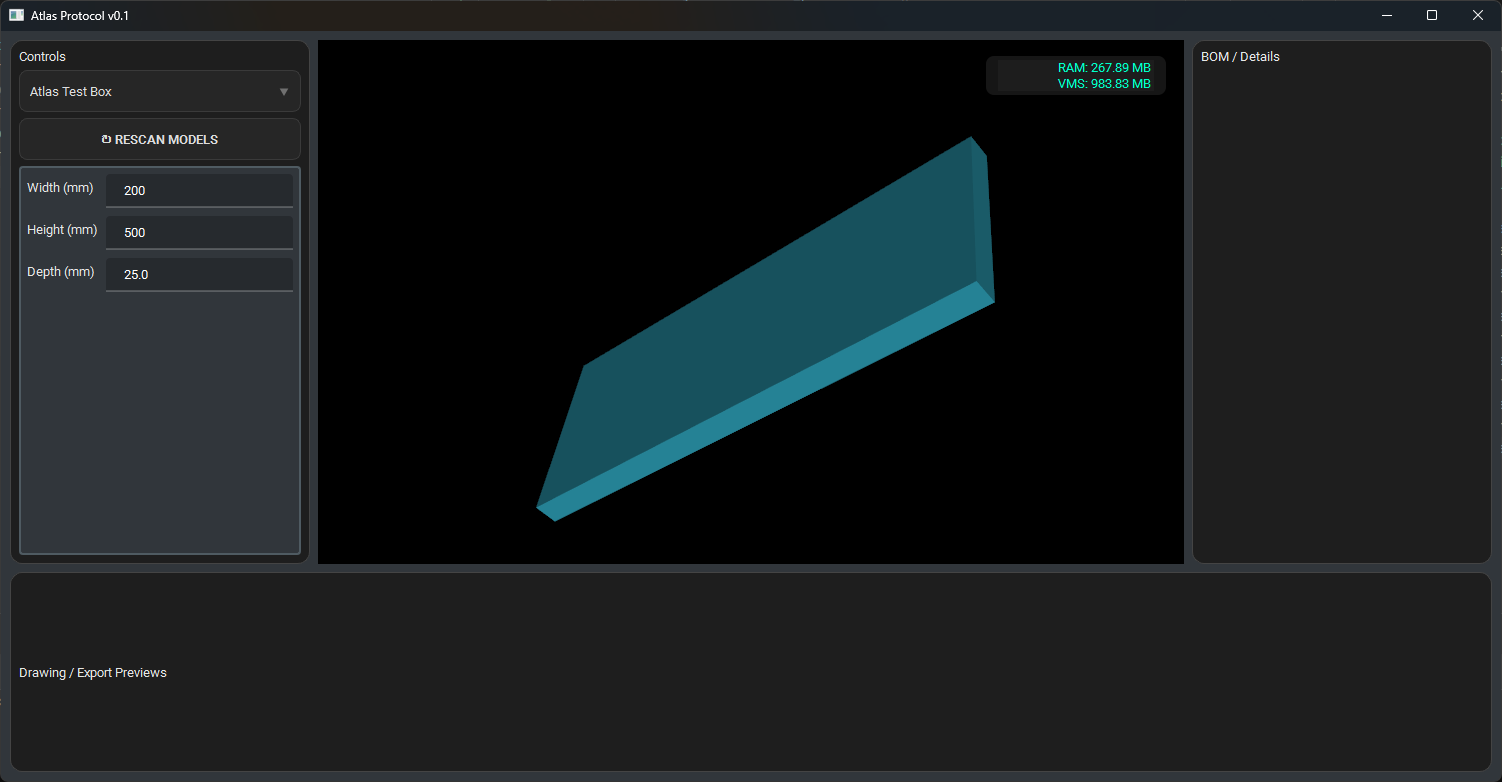 Atlas Protocol v0.1
Controls
Atlas Test Box
↻ RESCAN MODELS
Width (mm) 200
Height (mm) 500
Depth (mm) 25.0
RAM: 267.89 MB
VMS: 983.83 MB
BOM / Details
Drawing / Export Previews